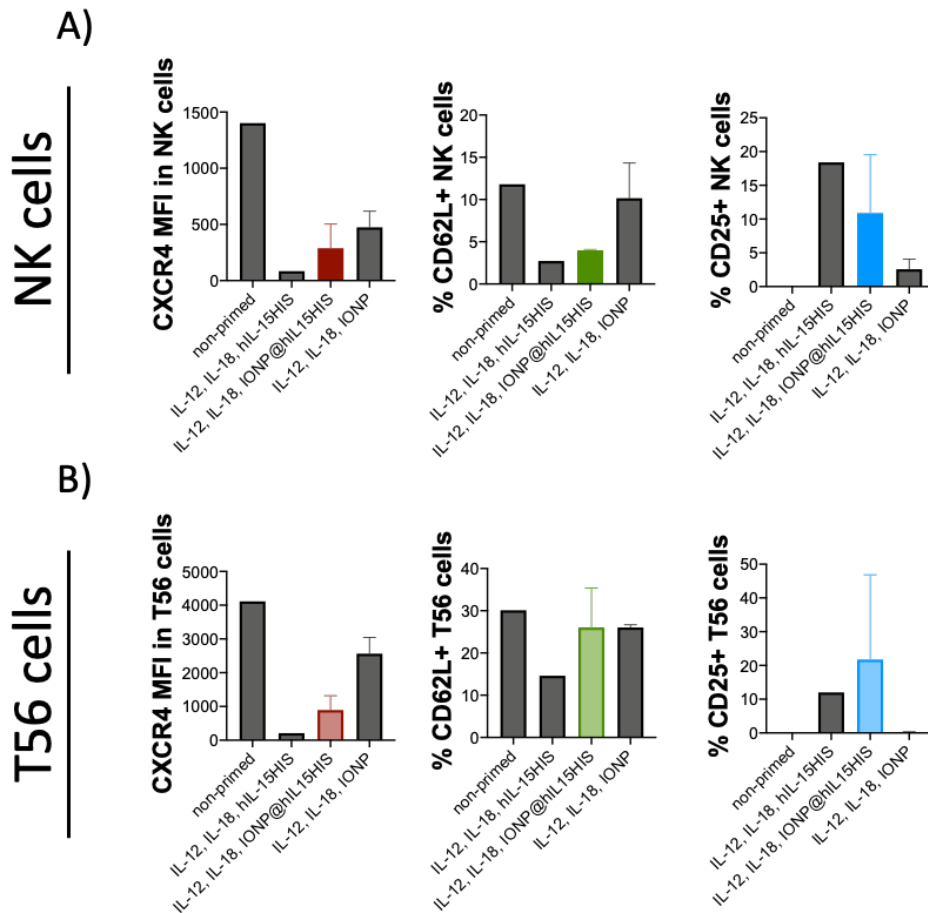 A)
NK cells
CXCR4 MFI in NK cells
1500
1000
500
0
non-primed
IL-12, IL-18, hIL-15HIS
IL-12, IL-18, IONP@hIL15HIS
IL-12, IL-18, IONP
% CD62L+ NK cells
20
15
10
5
0
non-primed
IL-12, IL-18, hIL-15HIS
IL-12, IL-18, IONP@hIL15HIS
IL-12, IL-18, IONP
% CD25+ NK cells
25
20
15
10
5
0
non-primed
IL-12, IL-18, hIL-15HIS
IL-12, IL-18, IONP@hIL15HIS
IL-12, IL-18, IONP
B)
T56 cells
CXCR4 MFI in T56 cells
5000
4000
3000
2000
1000
0
non-primed
IL-12, IL-18, hIL-15HIS
IL-12, IL-18, IONP@hIL15HIS
IL-12, IL-18, IONP
% CD62L+ T56 cells
40
30
20
10
0
non-primed
IL-12, IL-18, hIL-15HIS
IL-12, IL-18, IONP@hIL15HIS
IL-12, IL-18, IONP
% CD25+ T56 cells
50
40
30
20
10
0
non-primed
IL-12, IL-18, hIL-15HIS
IL-12, IL-18, IONP@hIL15HIS
IL-12, IL-18, IONP